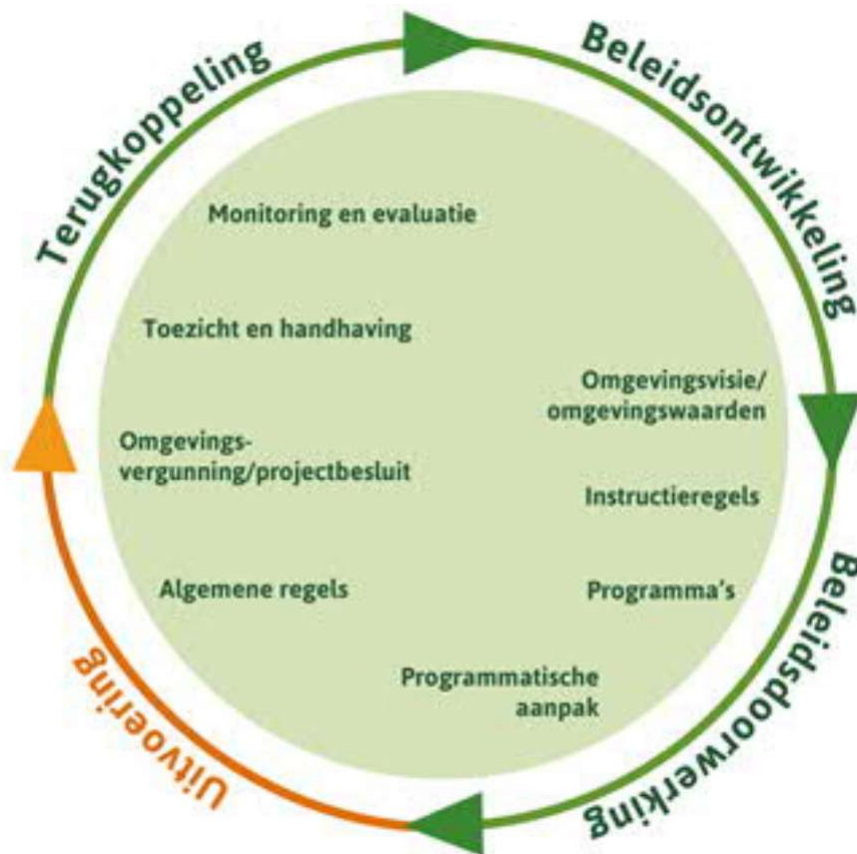 Terugkoppeling
Beleidsontwikkeling
Monitoring en evaluatie
Toezicht en handhaving
Omgevingsvisie/
omgevingswaarden
Omgevings-
vergunning/projectbesluit
Instructieregels
Algemene regels
Programma's
Programmatische
aanpak
Uitvoering
Beleidsdoorwerking